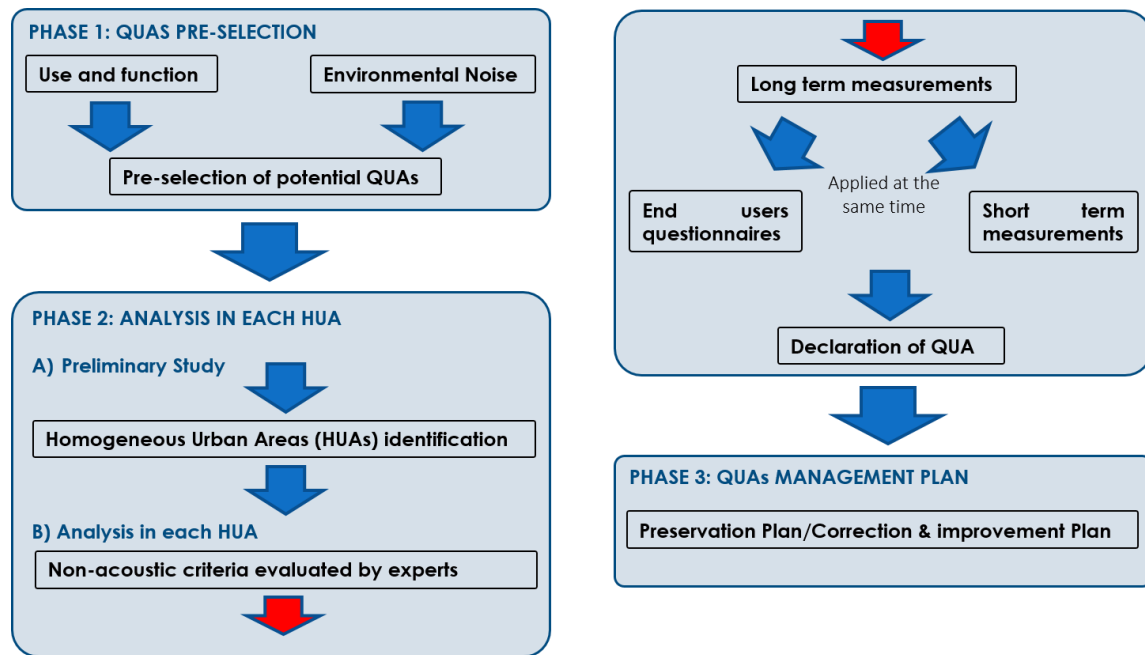 PHASE 1: QUAS PRE-SELECTION
Use and function
Environmental Noise
Pre-selection of potential QUAs
PHASE 2: ANALYSIS IN EACH HUA
A) Preliminary Study
Homogeneous Urban Areas (HUAs) identification
B) Analysis in each HUA
Non-acoustic criteria evaluated by experts
Long term measurements
Applied at the
same time
End users
questionnaires
Short term
measurements
Declaration of QUA
PHASE 3: QUAs MANAGEMENT PLAN
Preservation Plan/Correction & improvement Plan